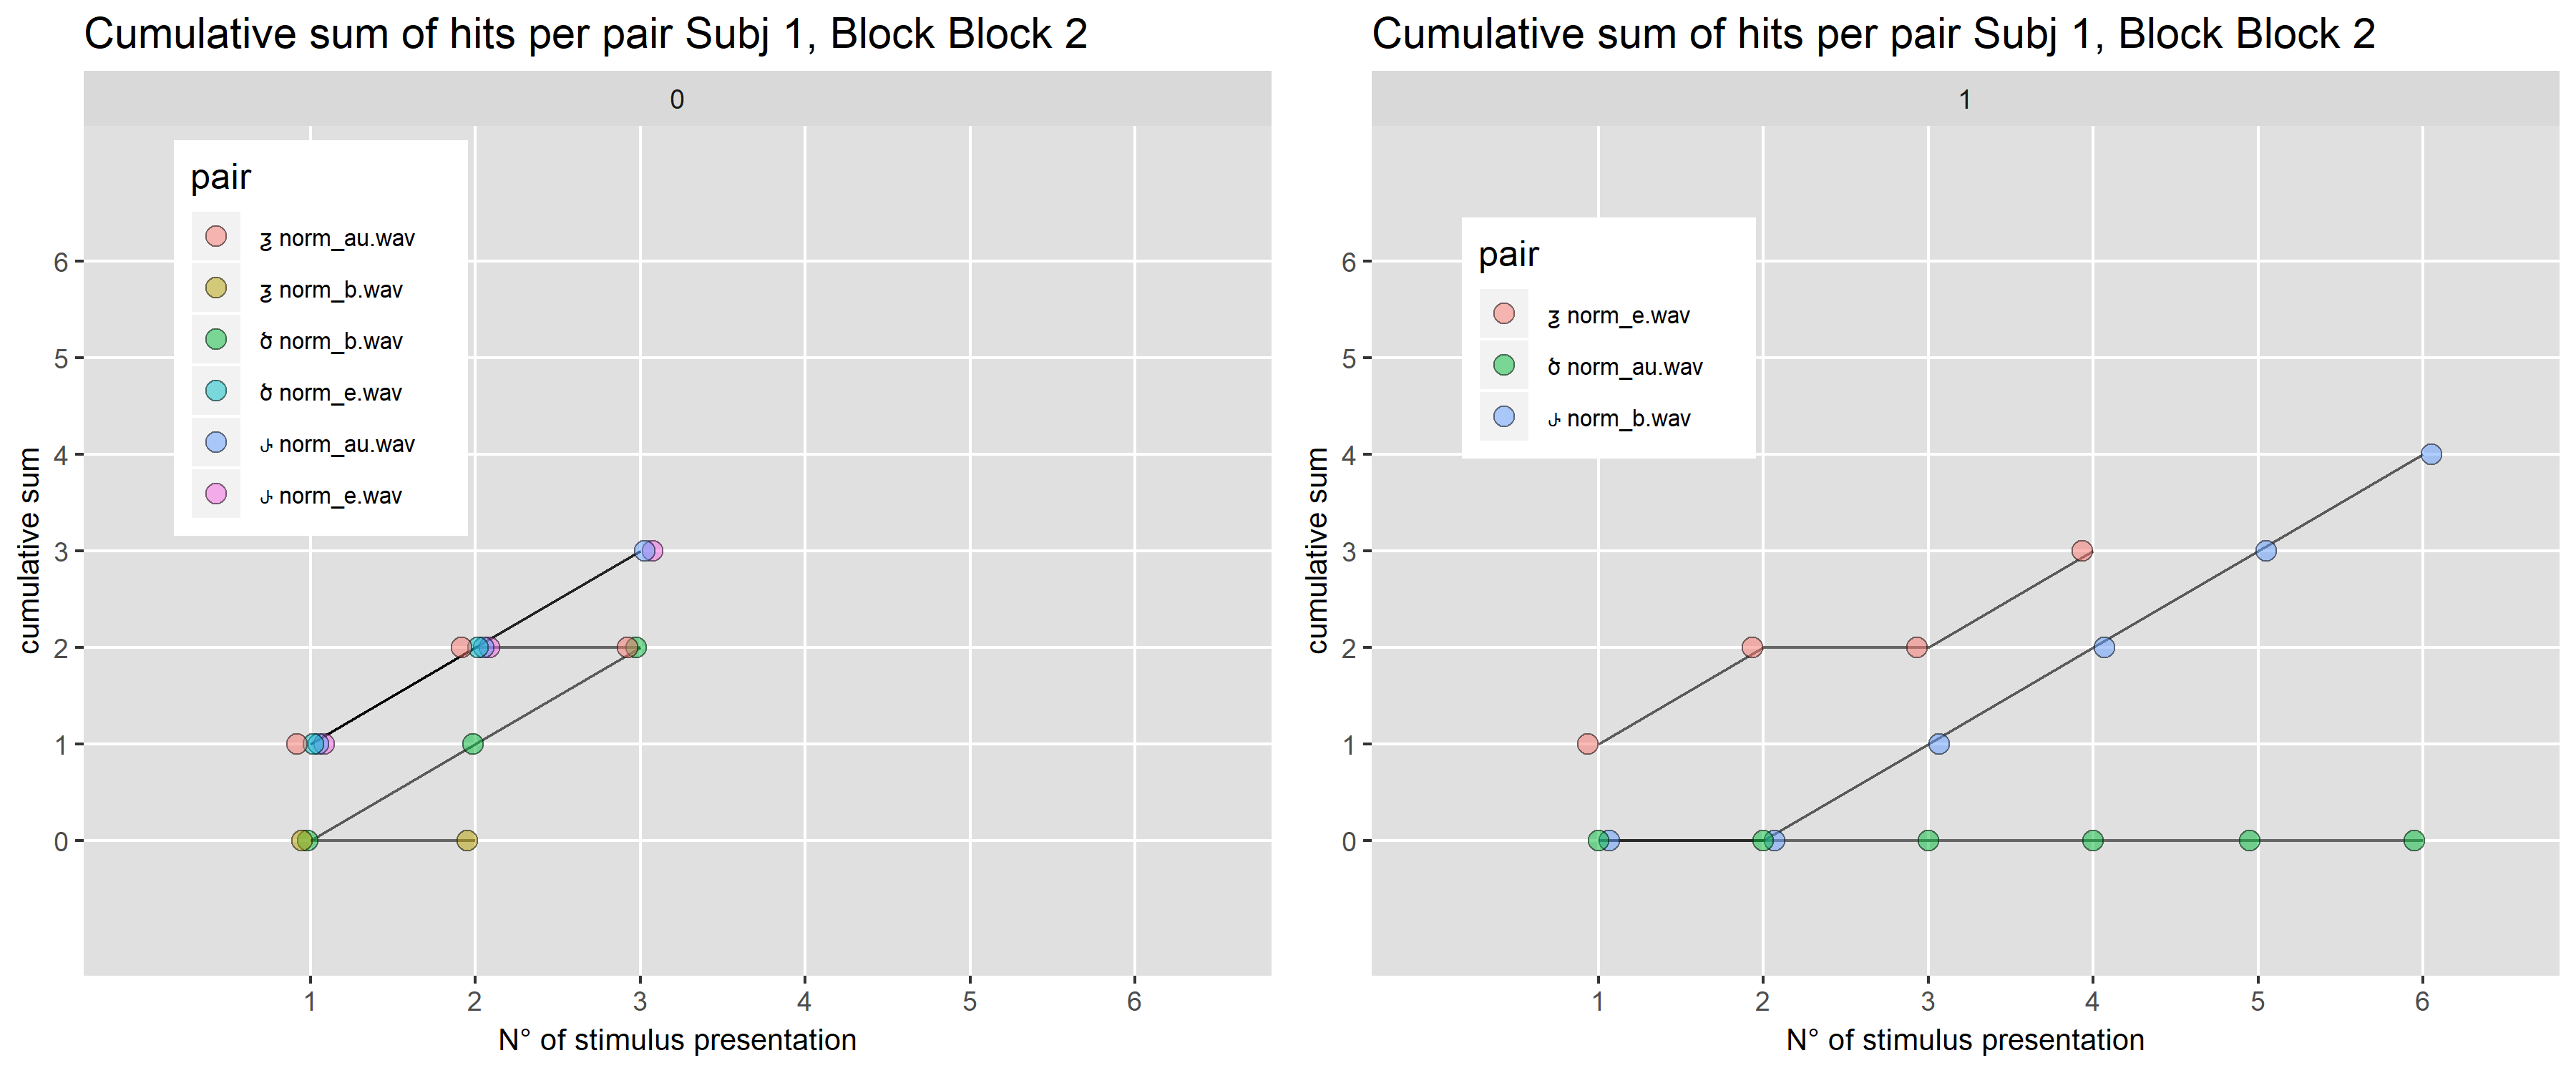 Cumulative sum of hits per pair Subj 1, Block Block 2
0
pair
norm_au.wav
norm_b.wav
norm_b.wav
norm_e.wav
norm_au.wav
norm_e.wav
6
5
4
3
2
1
0
cumulative sum
1 2 3 4 5 6
N° of stimulus presentation
Cumulative sum of hits per pair Subj 1, Block Block 2
1
pair
norm_e.wav
norm_au.wav
norm_b.wav
6
5
4
3
2
1
0
cumulative sum
1 2 3 4 5 6
N° of stimulus presentation